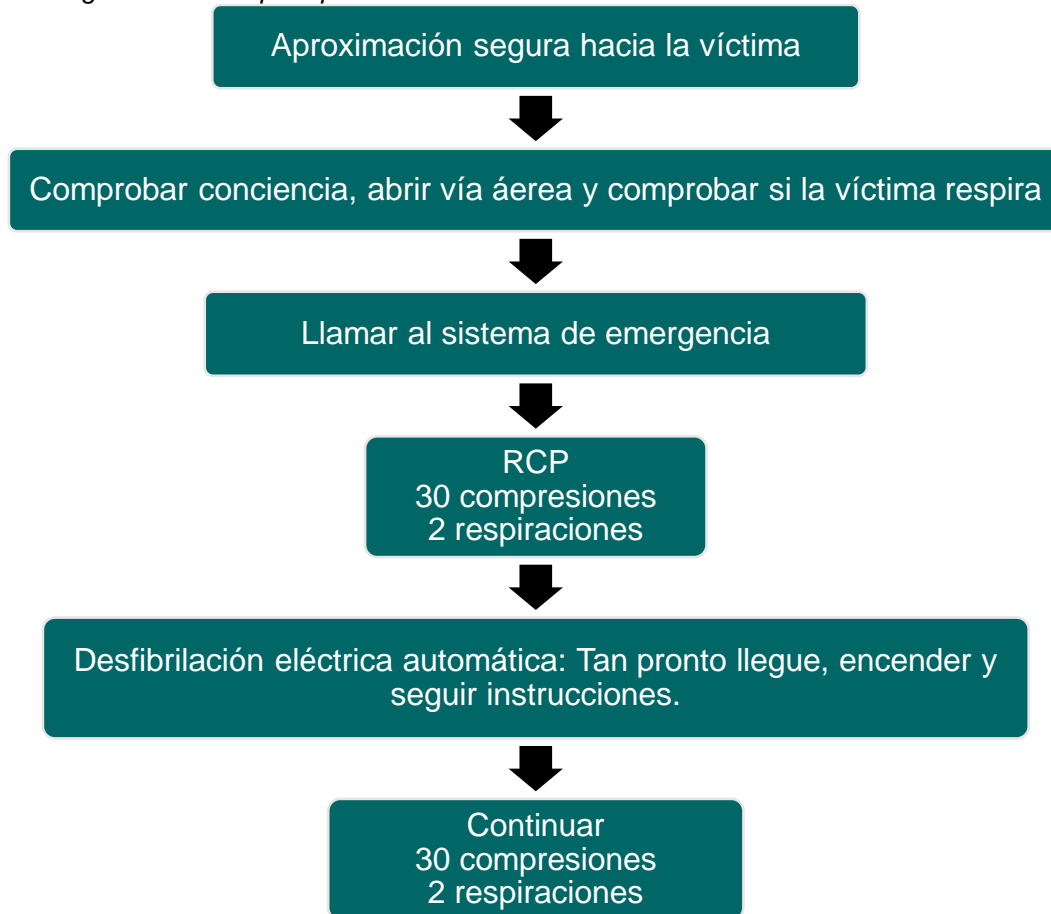 Aproximación segura hacia la víctima
Comprobar conciencia, abrir vía áerea y comprobar si la víctima respira
Llamar al sistema de emergencia
RCP
30 compresiones
2 respiraciones
Desfibrilación eléctrica automática: Tan pronto llegue, encender y
seguir instrucciones.
Continuar
30 compresiones
2 respiraciones